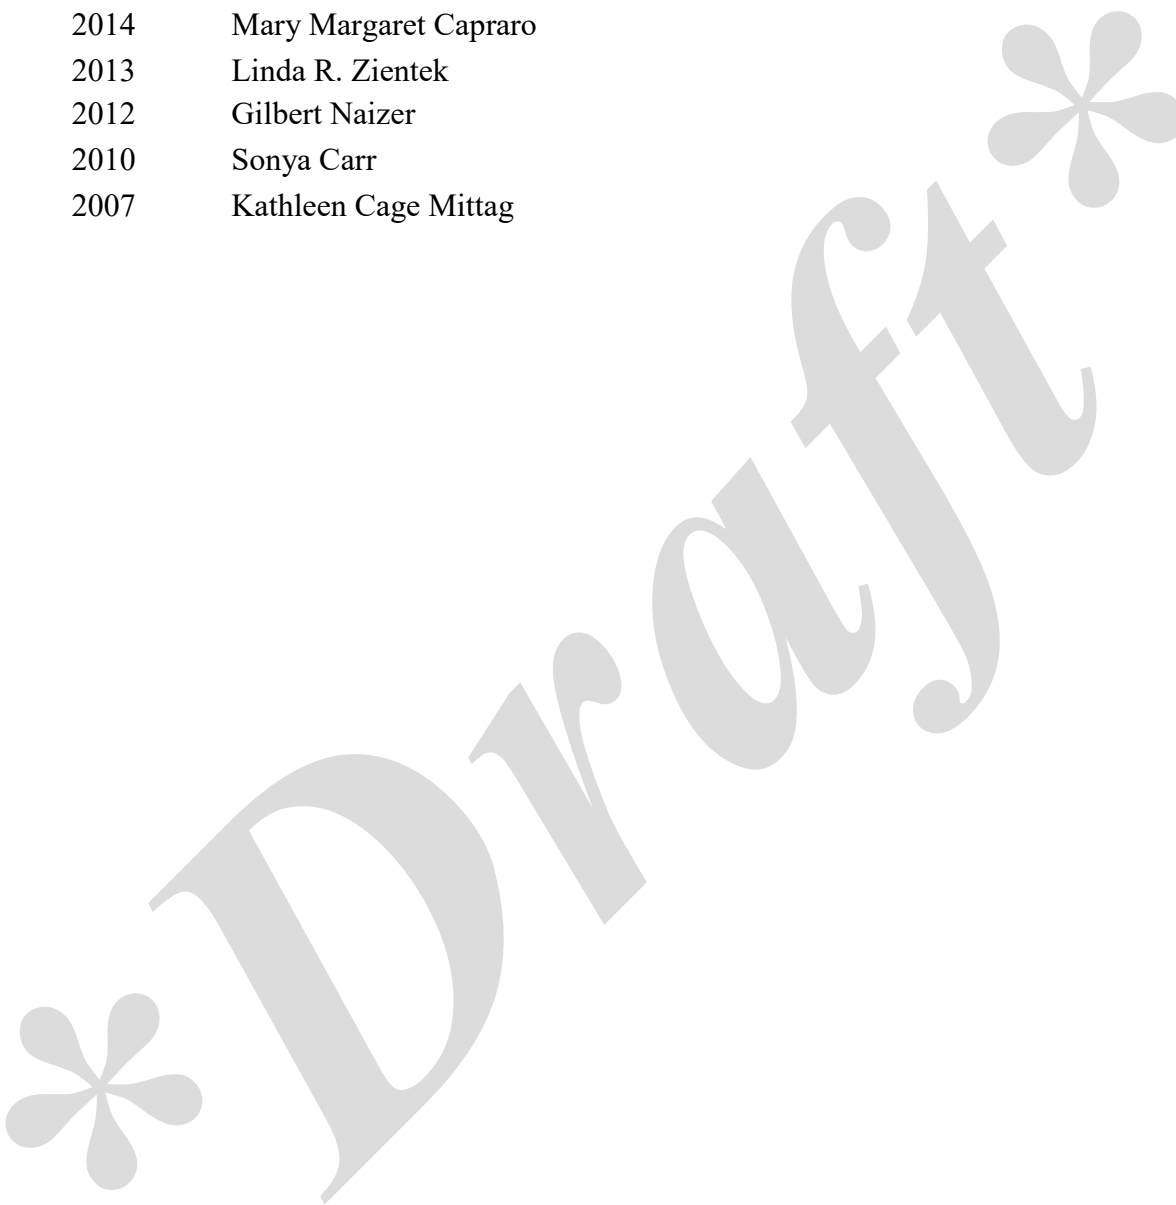 2014 Mary Margaret Capraro
2013 Linda R. Zientek
2012 Gilbert Naizer
2010 Sonya Carr
2007 Kathleen Cage Mittag
*Draft*